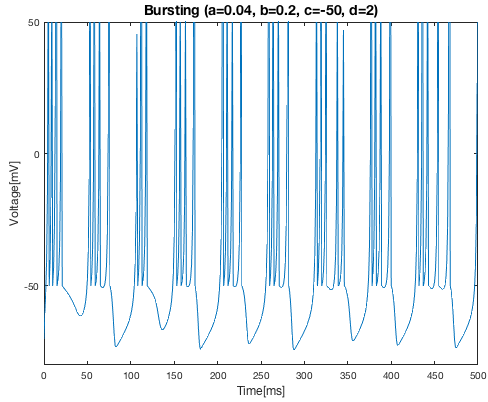 Bursting (a=0.04, b=0.2, c=-50, d=2)
50
0
-50
Voltage[mV]
0 50 100 150 200 250 300 350 400 450 500
Time[ms]